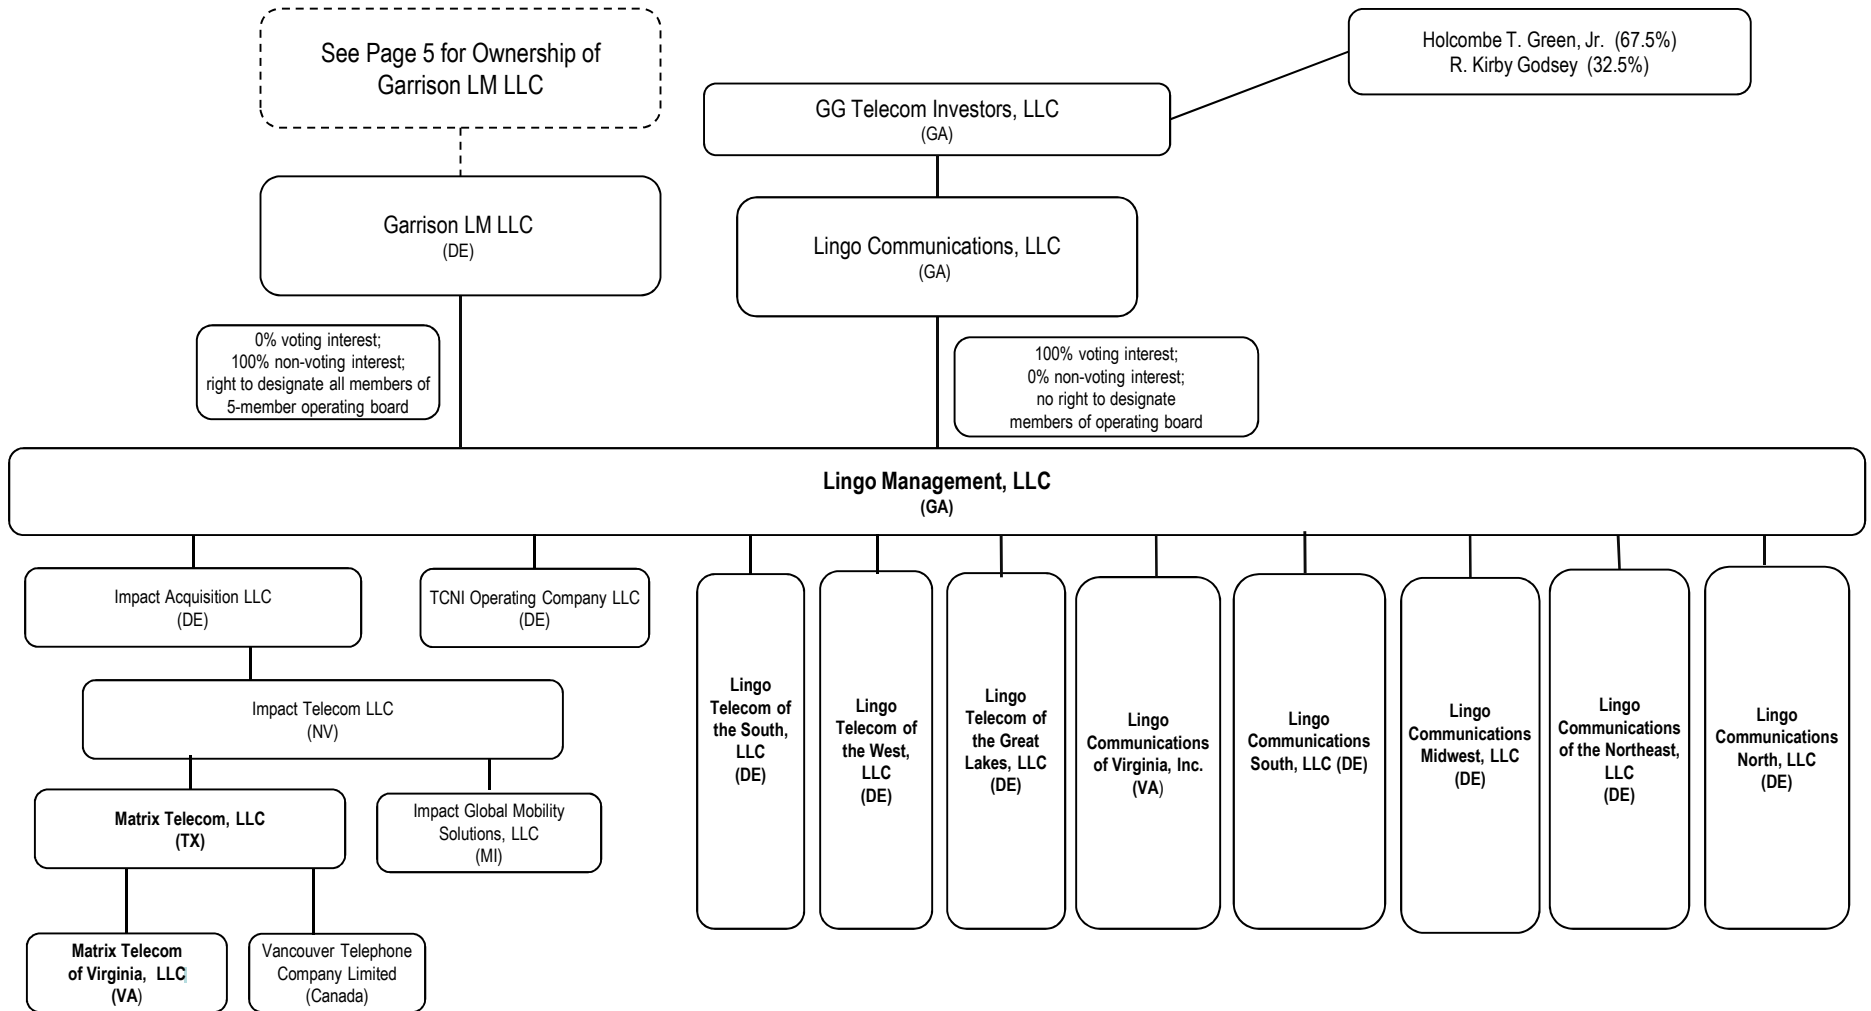 See Page 5 for Ownership of
Garrison LM LLC
Holcombe T. Green, Jr. (67.5%)
R. Kirby Godsey (32.5%)
GG Telecom Investors, LLC
(GA)
Garrison LM LLC
(DE)
Lingo Communications, LLC
(GA)
0% voting interest;
100% non-voting interest;
right to designate all members of
5-member operating board
100% voting interest;
0% non-voting interest;
no right to designate
members of operating board
Lingo Management, LLC
(GA)
Impact Acquisition LLC
(DE)
TCNI Operating Company LLC
(DE)
Impact Telecom LLC
(NV)
Matrix Telecom, LLC
(TX)
Impact Global Mobility
Solutions, LLC
(MI)
Matrix Telecom
of Virginia, LLC
(VA)
Vancouver Telephone
Company Limited
(Canada)
Lingo
Telecom of
the South,
LLC
(DE)
Lingo
Telecom of
the West,
LLC
(DE)
Lingo
Telecom of
the Great
Lakes, LLC
(DE)
Lingo
Communications
of Virginia, Inc.
(VA)
Lingo
Communications
South, LLC (DE)
Lingo
Communications
Midwest, LLC
(DE)
Lingo
Communications
of the Northeast,
LLC
(DE)
Lingo
Communications
North, LLC
(DE)